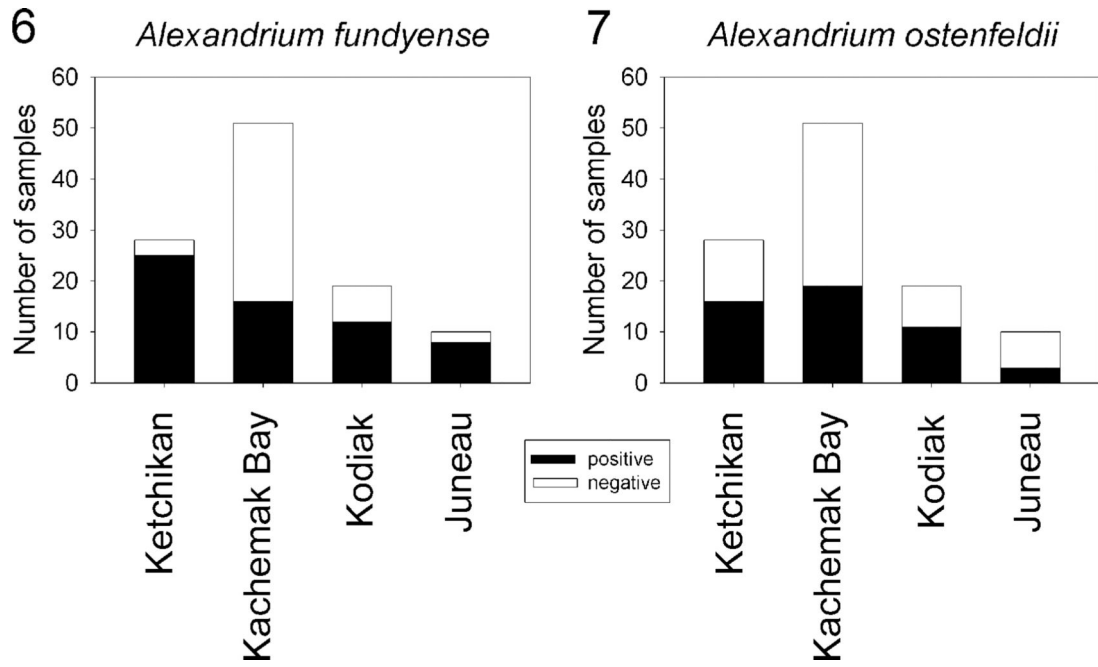 6 Alexandrium fundyense
60
50
40
30
20
10
0
Number of samples
Ketchikan
Kachemak Bay
Kodiak
Juneau
7 Alexandrium ostenfeldii
60
50
40
30
20
10
0
Number of samples
Ketchikan
Kachemak Bay
Kodiak
Juneau
positive
negative